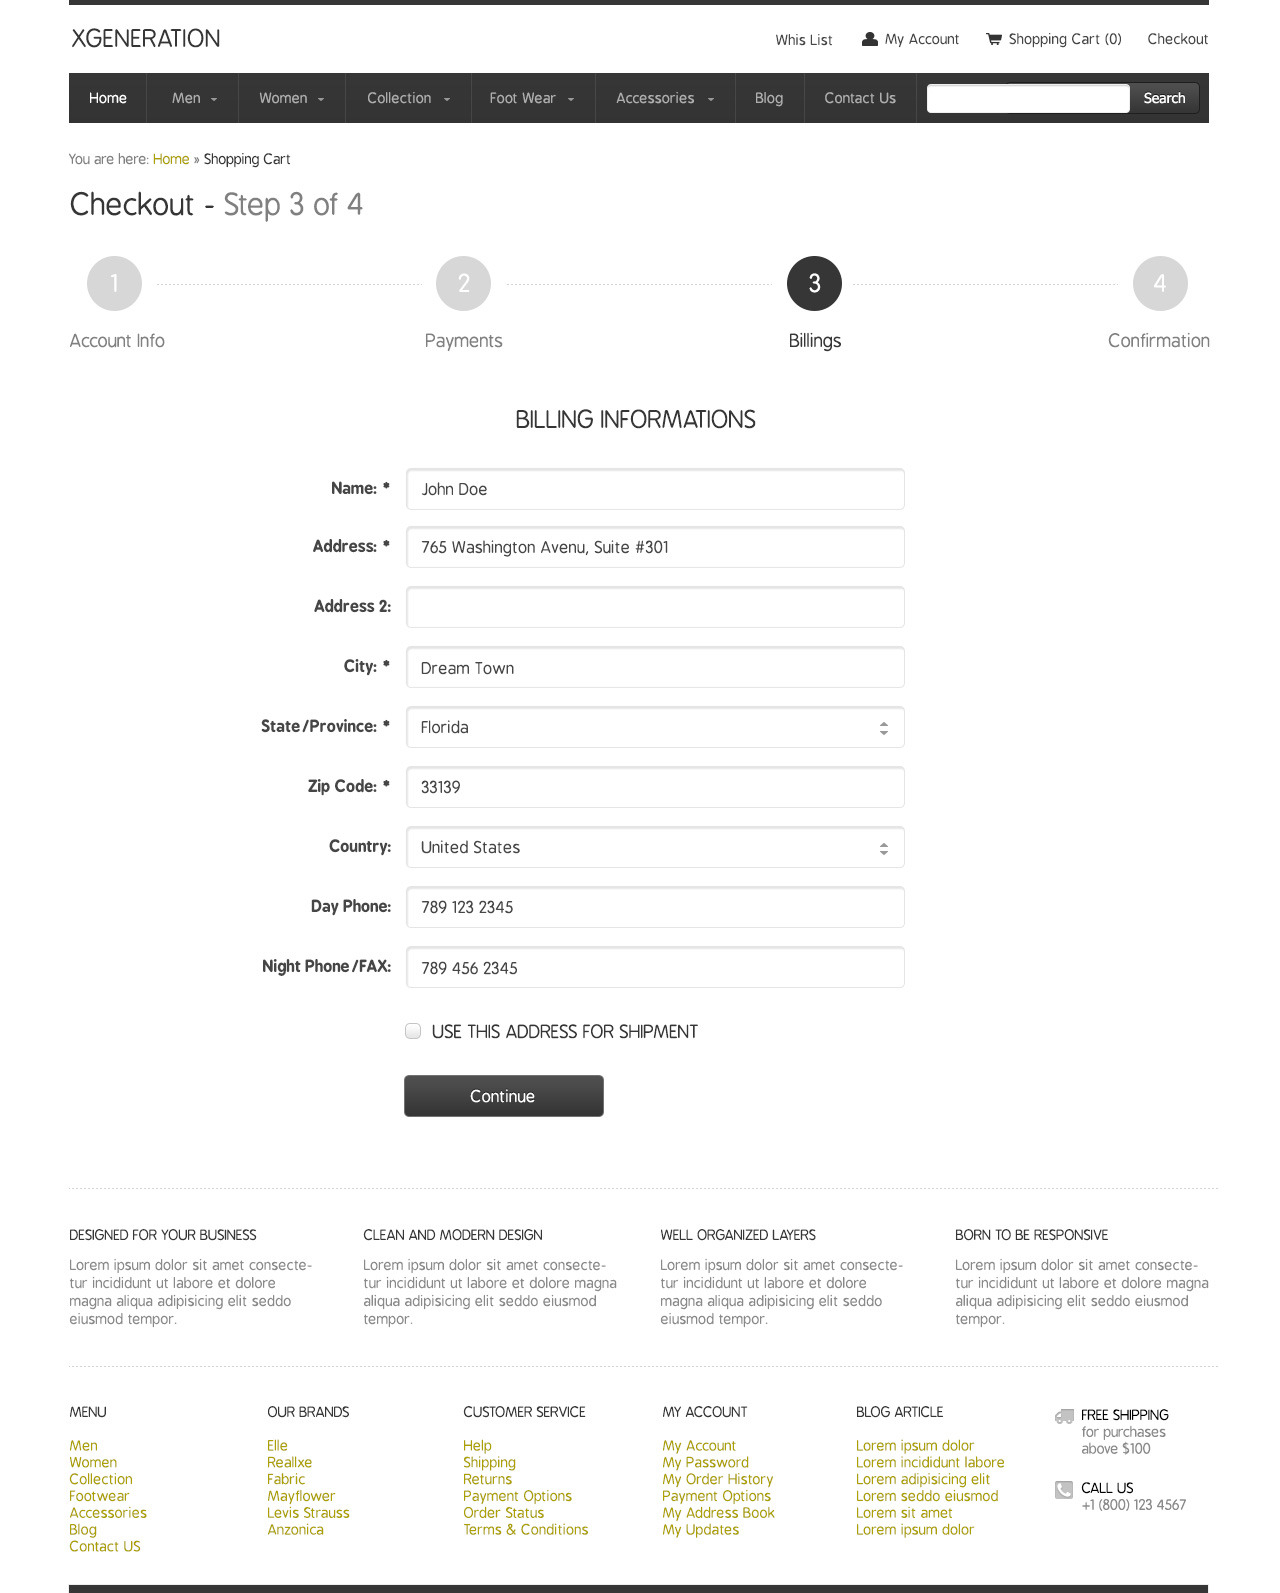 XGENERATION
Whis List My Account Shopping Cart (0) Checkout
Home Men Women Collection Foot Wear Accessories Blog Contact Us Search
You are here: Home » Shopping Cart
Checkout - Step 3 of 4
1 2 3 4
Account Info Payments Billings Confirmation
BILLING INFORMATIONS
Name: * John Doe
Address: * 765 Washington Avenu, Suite #301
Address 2:
City: * Dream Town
State/Province: * Florida
Zip Code: * 33139
Country: United States
Day Phone: 789 123 2345
Night Phone/FAX: 789 456 2345
USE THIS ADDRESS FOR SHIPMENT
Continue
DESIGNED FOR YOUR BUSINESS
Lorem ipsum dolor sit amet consecte-
tur incididunt ut labore et dolore
magna aliqua adipisicing elit seddo
eiusmod tempor.
CLEAN AND MODERN DESIGN
Lorem ipsum dolor sit amet consecte-
tur incididunt ut labore et dolore magna
aliqua adipisicing elit seddo eiusmod
tempor.
WELL ORGANIZED LAYERS
Lorem ipsum dolor sit amet consecte-
tur incididunt ut labore et dolore
magna aliqua adipisicing elit seddo
eiusmod tempor.
BORN TO BE RESPONSIVE
Lorem ipsum dolor sit amet consecte-
tur incididunt ut labore et dolore magna
aliqua adipisicing elit seddo eiusmod
tempor.
MENU
Men
Women
Collection
Footwear
Accessories
Blog
Contact US
OUR BRANDS
Elle
Reallxe
Fabric
Mayflower
Levis Strauss
Anzonica
CUSTOMER SERVICE
Help
Shipping
Returns
Payment Options
Order Status
Terms & Conditions
MY ACCOUNT
My Account
My Password
My Order History
Payment Options
My Address Book
My Updates
BLOG ARTICLE
Lorem ipsum dolor
Lorem incididunt labore
Lorem adipisicing elit
Lorem seddo eiusmod
Lorem sit amet
Lorem ipsum dolor
FREE SHIPPING
for purchases
above $100
CALL US
+1 (800) 123 4567